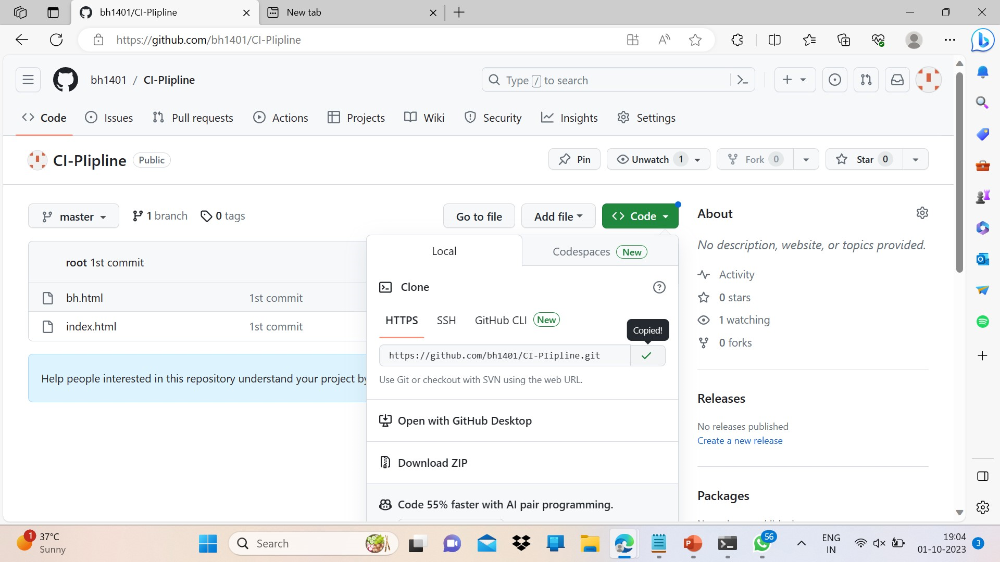 bh1401/CI-PIipline
New tab
https://github.com/bh1401/CI-PIipline
bh1401 / CI-PIipline
Type / to search
Code
Issues
Pull requests
Actions
Projects
Wiki
Security
Insights
Settings
CI-PIipline Public
Pin
Unwatch 1
Fork 0
Star 0
master
1 branch
0 tags
Go to file
Add file
Code
root 1st commit
bh.html 1st commit
index.html 1st commit
Help people interested in this repository understand your project by
Local
Codespaces New
Clone
HTTPS
SSH
GitHub CLI New
Copied!
https://github.com/bh1401/CI-PIipline.git
Use Git or checkout with SVN using the web URL.
Open with GitHub Desktop
Download ZIP
Code 55% faster with AI pair programming.
About
No description, website, or topics provided.
Activity
0 stars
1 watching
0 forks
Releases
No releases published
Create a new release
Packages
1
37°C
Sunny
Search
56
ENG
IN
19:04
01-10-2023
3